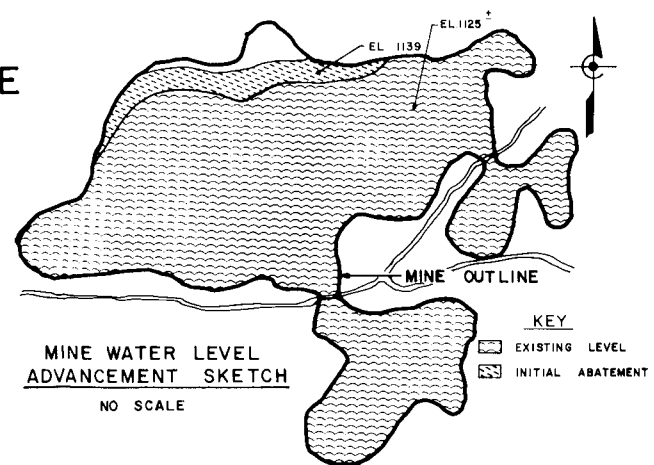 EL 1125 ±
EL 1139
E
MINE OUTLINE
MINE WATER LEVEL
ADVANCEMENT SKETCH
NO SCALE
KEY
EXISTING LEVEL
INITIAL ABATEMENT